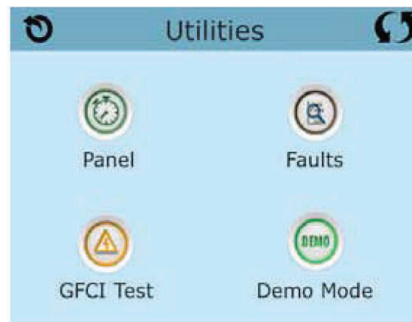 Utilities
Panel
Faults
DEMO
GFCI Test
Demo Mode